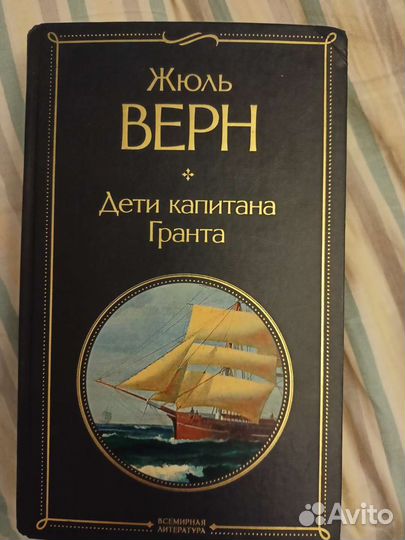 Жюль
ВЕРН
Дети капитана
Гранта
ВСЕМИРНАЯ
ЛИТЕРАТУРА
Avito